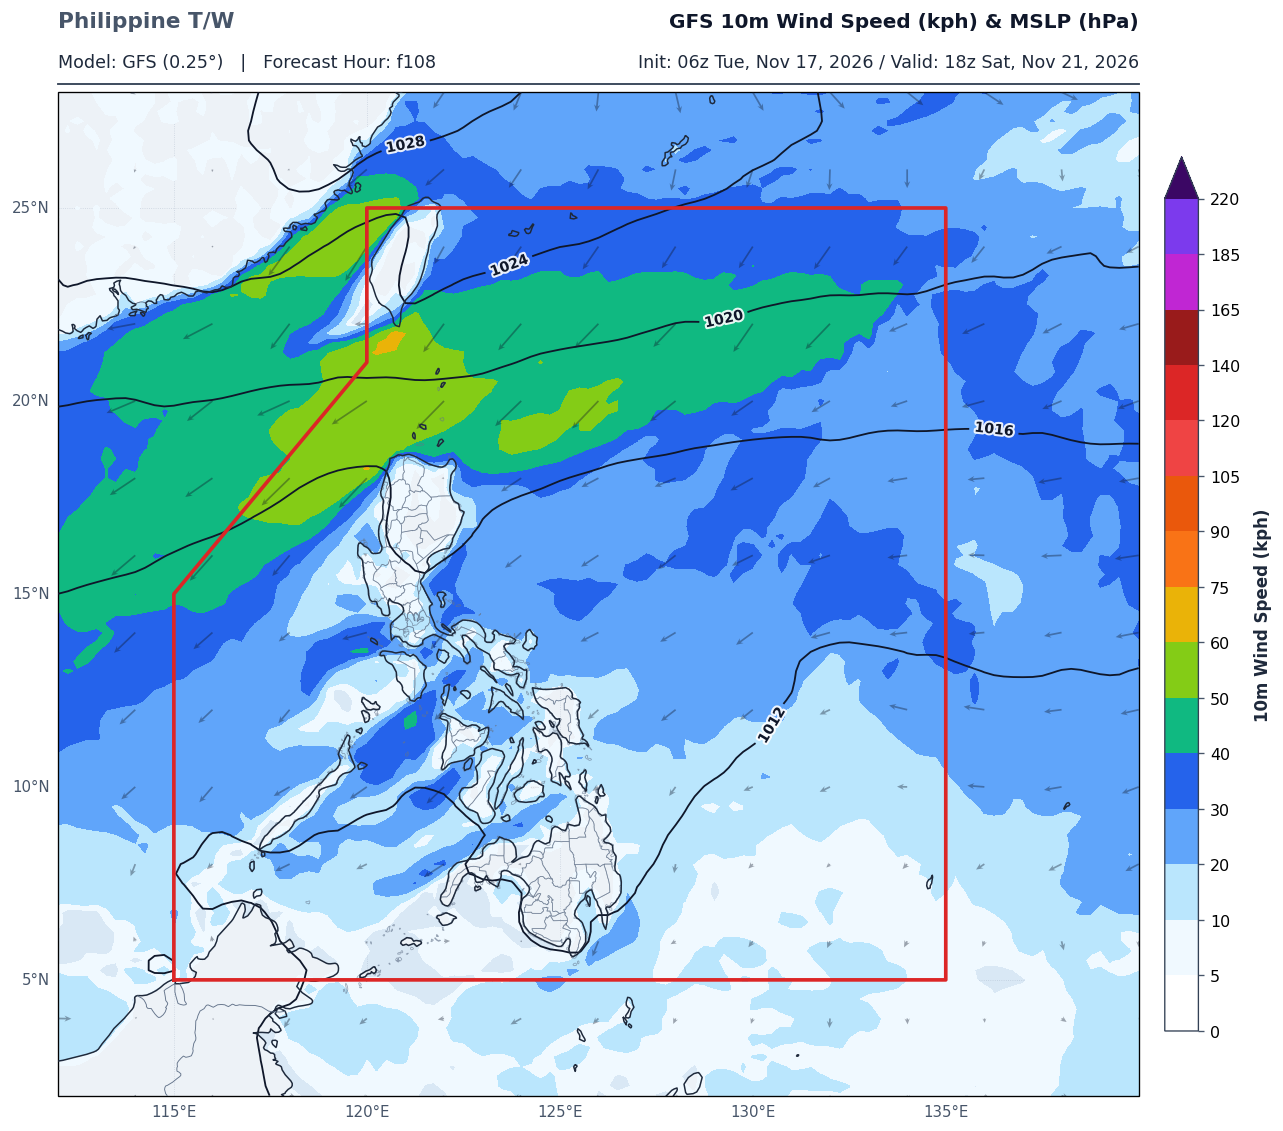 Philippine T/W
GFS 10m Wind Speed (kph) & MSLP (hPa)
Model: GFS (0.25°)   |   Forecast Hour: f108
Init: 06z Tue, Nov 17, 2026 / Valid: 18z Sat, Nov 21, 2026
1028
1024
1020
1016
1012
25°N
20°N
15°N
10°N
5°N
115°E
120°E
125°E
130°E
135°E
220
185
165
140
120
105
90
75
60
50
40
30
20
10
5
0
10m Wind Speed (kph)